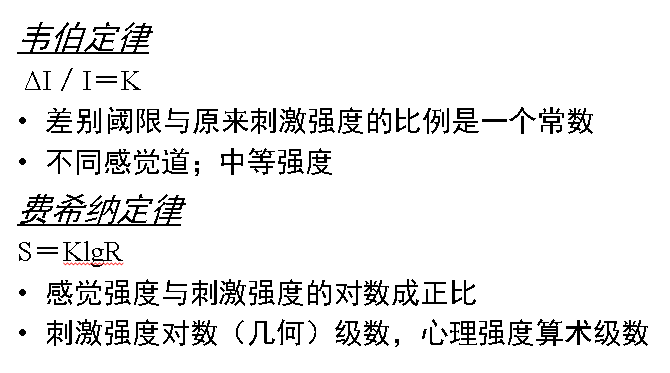 韦伯定律
ΔI／I＝K
• 差别阈限与原来刺激强度的比例是一个常数
• 不同感觉道；中等强度
费希纳定律
S＝KlgR
• 感觉强度与刺激强度的对数成正比
• 刺激强度对数（几何）级数，心理强度算术级数